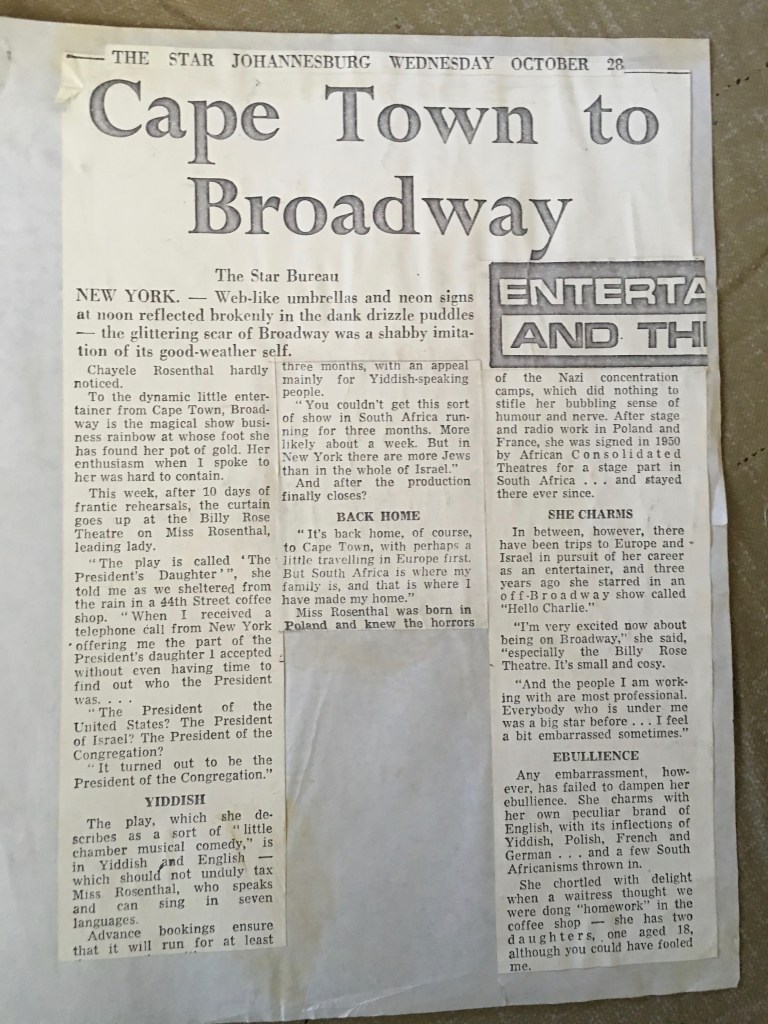 THE STAR JOHANNESBURG WEDNESDAY OCTOBER 28
Cape Town to
Broadway
The Star Bureau
NEW YORK. — Web-like umbrellas and neon signs
at noon reflected brokenly in the dank drizzle puddles
— the glittering scar of Broadway was a shabby imita-
tion of its good-weather self.
ENTERTA
AND TH
Chayele Rosenthal hardly
noticed.
To the dynamic little enter-
tainer from Cape Town, Broad-
way is the magical show busi-
ness rainbow at whose foot she
has found her pot of gold. Her
enthusiasm when I spoke to
her was hard to contain.
This week, after 10 days of
frantic rehearsals, the curtain
goes up at the Billy Rose
Theatre on Miss Rosenthal,
leading lady.
"The play is called 'The
President's Daughter'", she
told me as we sheltered from
the rain in a 44th Street coffee
shop. "When I received a
telephone call from New York
offering me the part of the
President's daughter I accepted
without even having time to
find out who the President
was. . . .
"The President of the
United States? The President
of Israel? The President of the
Congregation?
"It turned out to be the
President of the Congregation."
YIDDISH
The play, which she de-
scribes as a sort of "little
chamber musical comedy," is
in Yiddish and English —
which should not unduly tax
Miss Rosenthal, who speaks
and can sing in seven
languages.
Advance bookings ensure
that it will run for at least
three months, with an appeal
mainly for Yiddish-speaking
people.
"You couldn't get this sort
of show in South Africa run-
ning for three months. More
likely about a week. But in
New York there are more Jews
than in the whole of Israel."
And after the production
finally closes?
BACK HOME
"It's back home, of course,
to Cape Town, with perhaps a
little travelling in Europe first.
But South Africa is where my
family is, and that is where I
have made my home."
Miss Rosenthal was born in
Poland and knew the horrors
of the Nazi concentration
camps, which did nothing to
stifle her bubbling sense of
humour and nerve. After stage
and radio work in Poland and
France, she was signed in 1950
by African Consolidated
Theatres for a stage part in
South Africa . . . and stayed
there ever since.
SHE CHARMS
In between, however, there
have been trips to Europe and
Israel in pursuit of her career
as an entertainer, and three
years ago she starred in an
off-Broadway show called
"Hello Charlie."
"I'm very excited now about
being on Broadway," she said,
"especially the Billy Rose
Theatre. It's small and cosy.
"And the people I am work-
ing with are most professional.
Everybody who is under me
was a big star before . . . I feel
a bit embarrassed sometimes."
EBULLIENCE
Any embarrassment, how-
ever, has failed to dampen her
ebullience. She charms with
her own peculiar brand of
English, with its inflections of
Yiddish, Polish, French and
German . . . and a few South
Africanisms thrown in.
She chortled with delight
when a waitress thought we
were dong "homework" in the
coffee shop — she has two
daughters, one aged 18,
although you could have fooled
me.